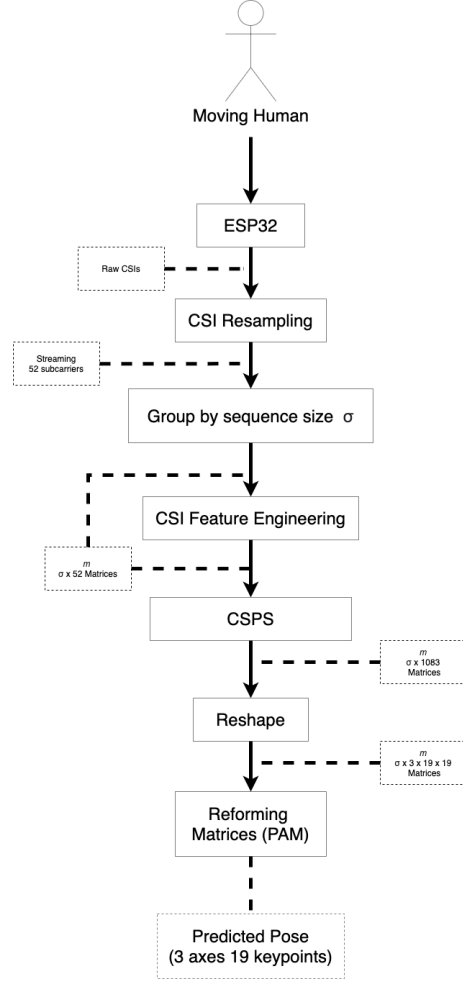 Moving Human
ESP32
Raw CSIs
CSI Resampling
Streaming
52 subcarriers
Group by sequence size σ
CSI Feature Engineering
m
σ x 52 Matrices
CSPS
m
σ x 1083
Matrices
Reshape
m
σ x 3 x 19 x 19
Matrices
Reforming
Matrices (PAM)
Predicted Pose
(3 axes 19 keypoints)